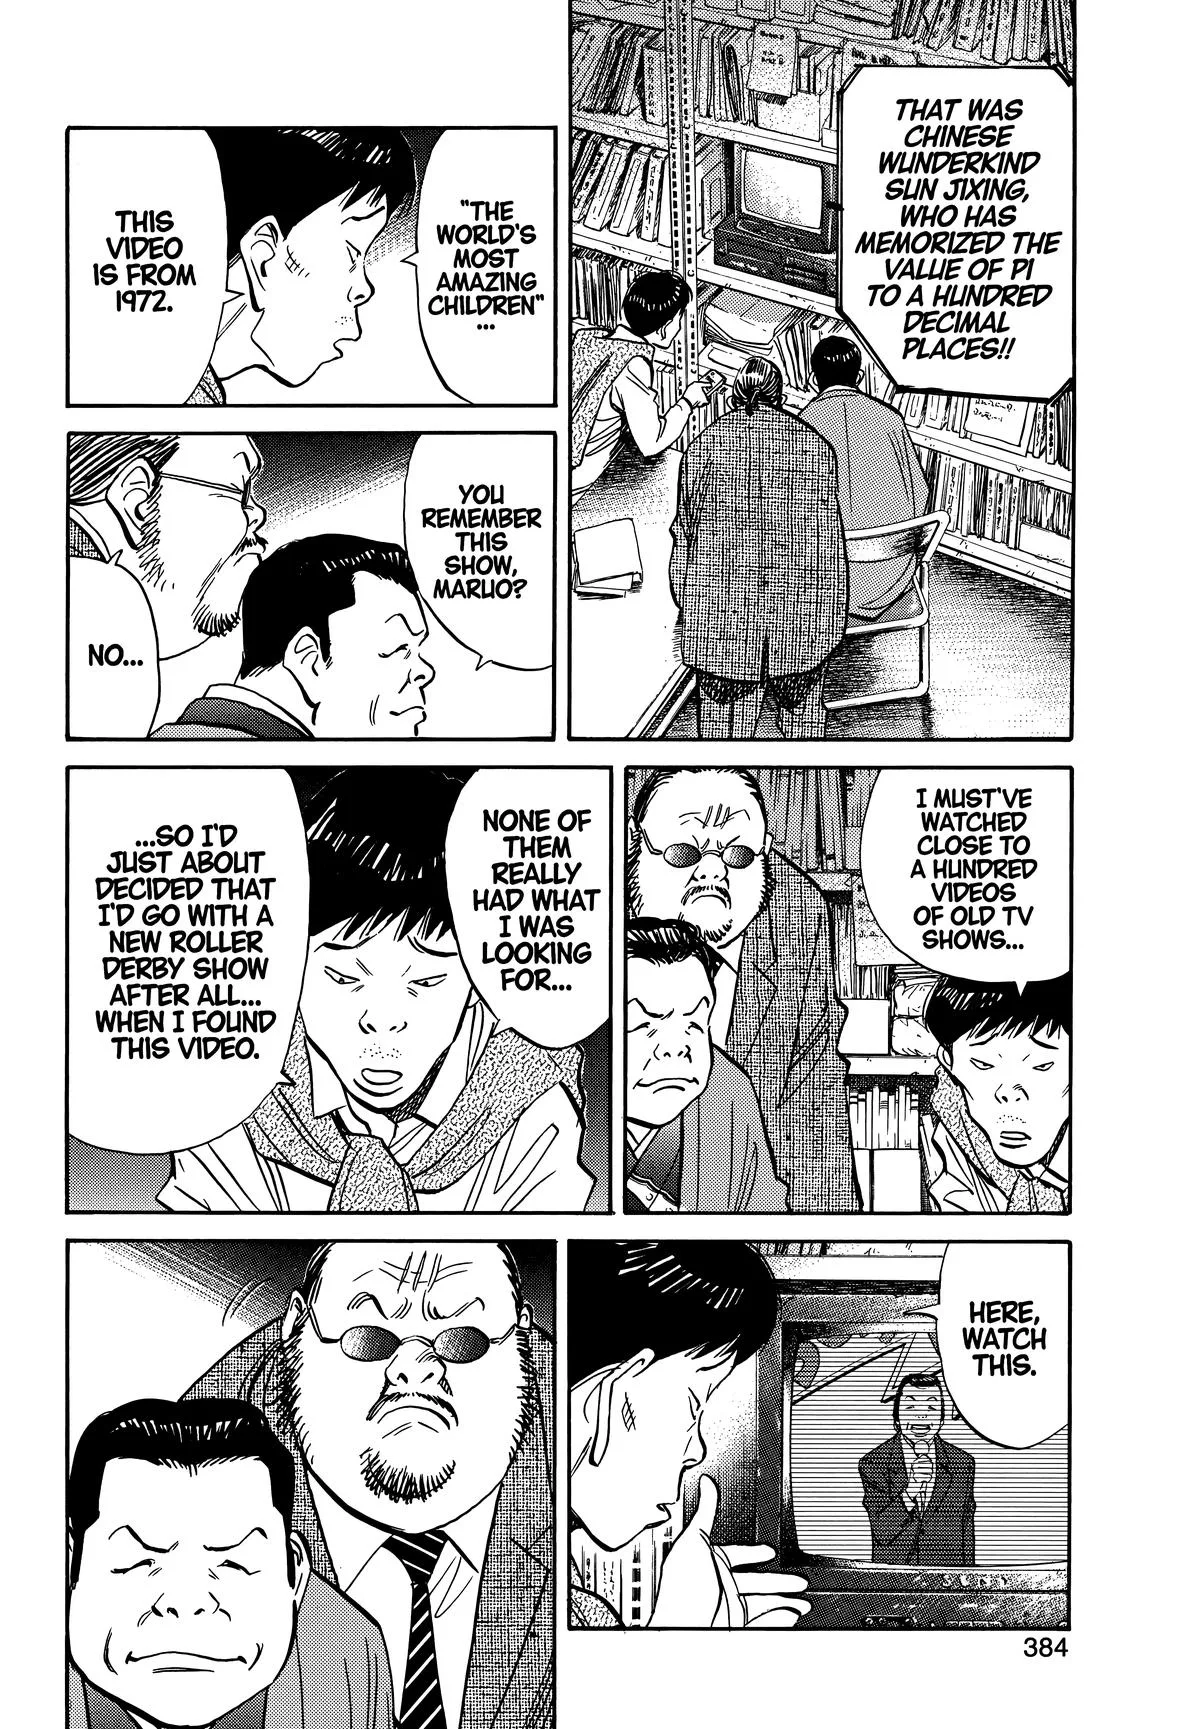 THAT WAS
CHINESE
WUNDERKIND
SUN JIXING,
WHO HAS
MEMORIZED THE
VALUE OF PI
TO A HUNDRED
DECIMAL
PLACES!!
"THE
WORLD'S
MOST
AMAZING
CHILDREN"
...
THIS
VIDEO
IS FROM
1972.
YOU
REMEMBER
THIS
SHOW,
MARUO?
NO...
I MUST'VE
WATCHED
CLOSE TO
A HUNDRED
VIDEOS
OF OLD TV
SHOWS...
NONE OF
THEM
REALLY
HAD WHAT
I WAS
LOOKING
FOR...
...SO I'D
JUST ABOUT
DECIDED THAT
I'D GO WITH A
NEW ROLLER
DERBY SHOW
AFTER ALL...
WHEN I FOUND
THIS VIDEO.
HERE,
WATCH
THIS.
384